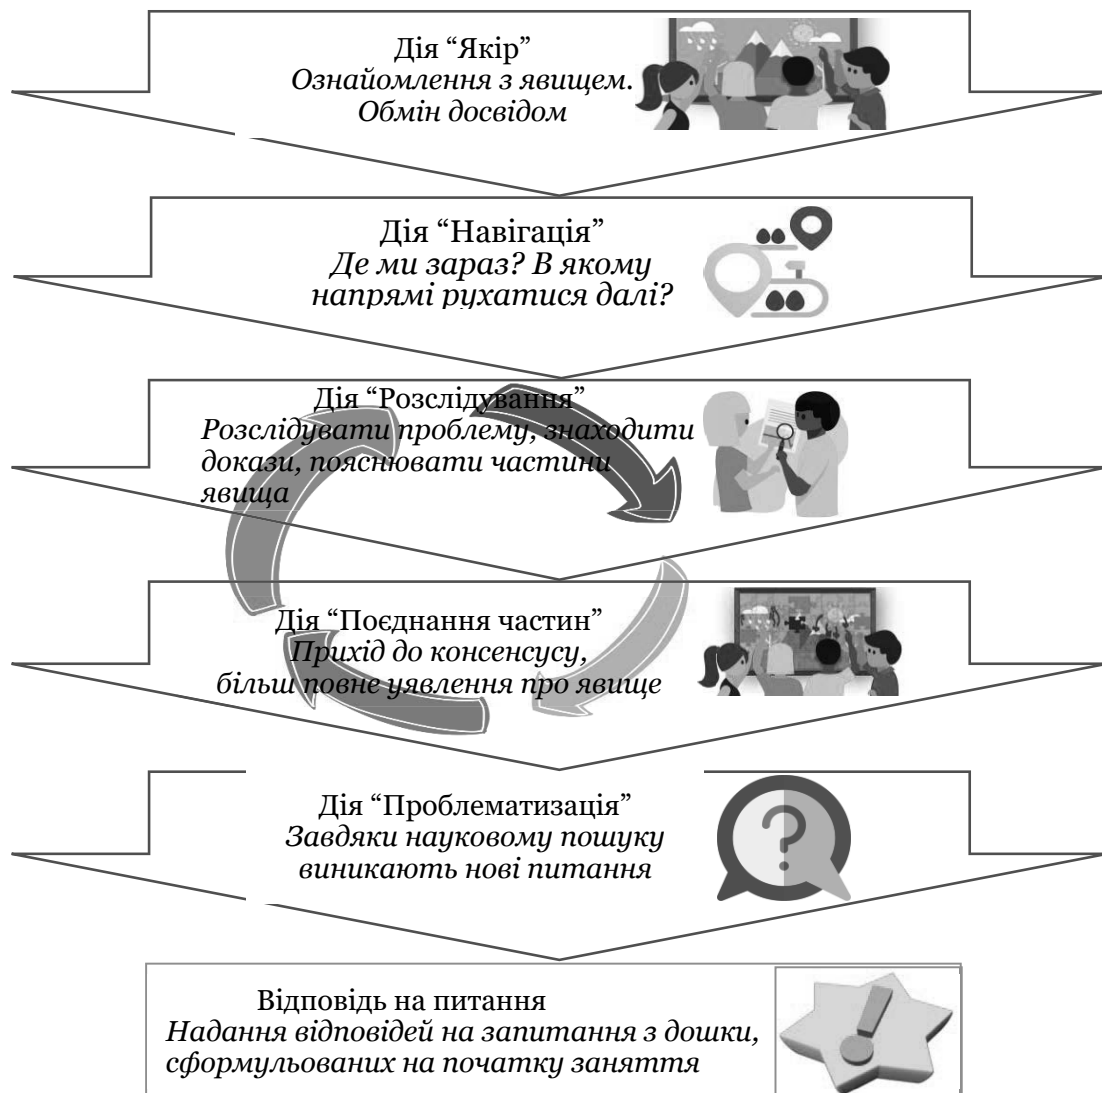 Дія “Якір”
Ознайомлення з явищем.
Обмін досвідом
Дія “Навігація”
Де ми зараз? В якому
напрямі рухатися далі?
Дія “Розслідування”
Розслідувати проблему, знаходити
докази, пояснювати частини
явища
Дія “Поєднання частин”
Прихід до консенсусу,
більш повне уявлення про явище
Дія “Проблематизація”
Завдяки науковому пошуку
виникають нові питання
?
Відповідь на питання
Надання відповідей на запитання з дошки,
сформульованих на початку заняття
!